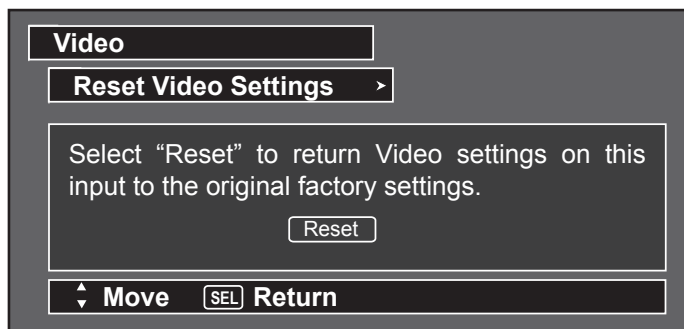 Video
Reset Video Settings
Select “Reset” to return Video settings on this
input to the original factory settings.
Reset
Move SEL Return